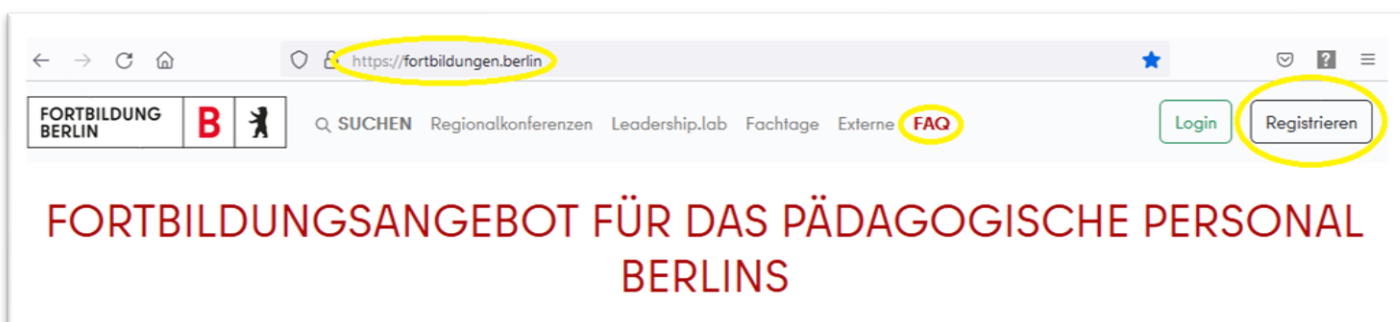 https://fortbildungen.berlin
?
FORTBILDUNG
BERLIN
B
SUCHEN Regionalkonferenzen Leadership.lab Fachtage Externe FAQ Login Registrieren
FORTBILDUNGSANGEBOT FÜR DAS PÄDAGOGISCHE PERSONAL
BERLINS